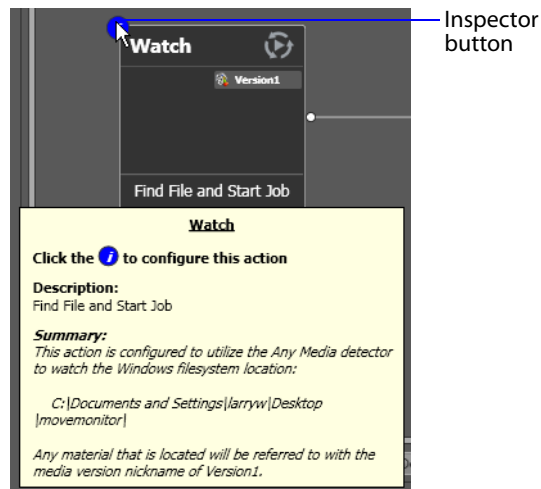 Inspector
button
Watch
Version1
Find File and Start Job
Watch
Click the i to configure this action
Description:
Find File and Start Job
Summary:
This action is configured to utilize the Any Media detector
to watch the Windows filesystem location:
C:|Documents and Settings|larryw|Desktop
|movemonitor|
Any material that is located will be referred to with the
media version nickname of Version1.